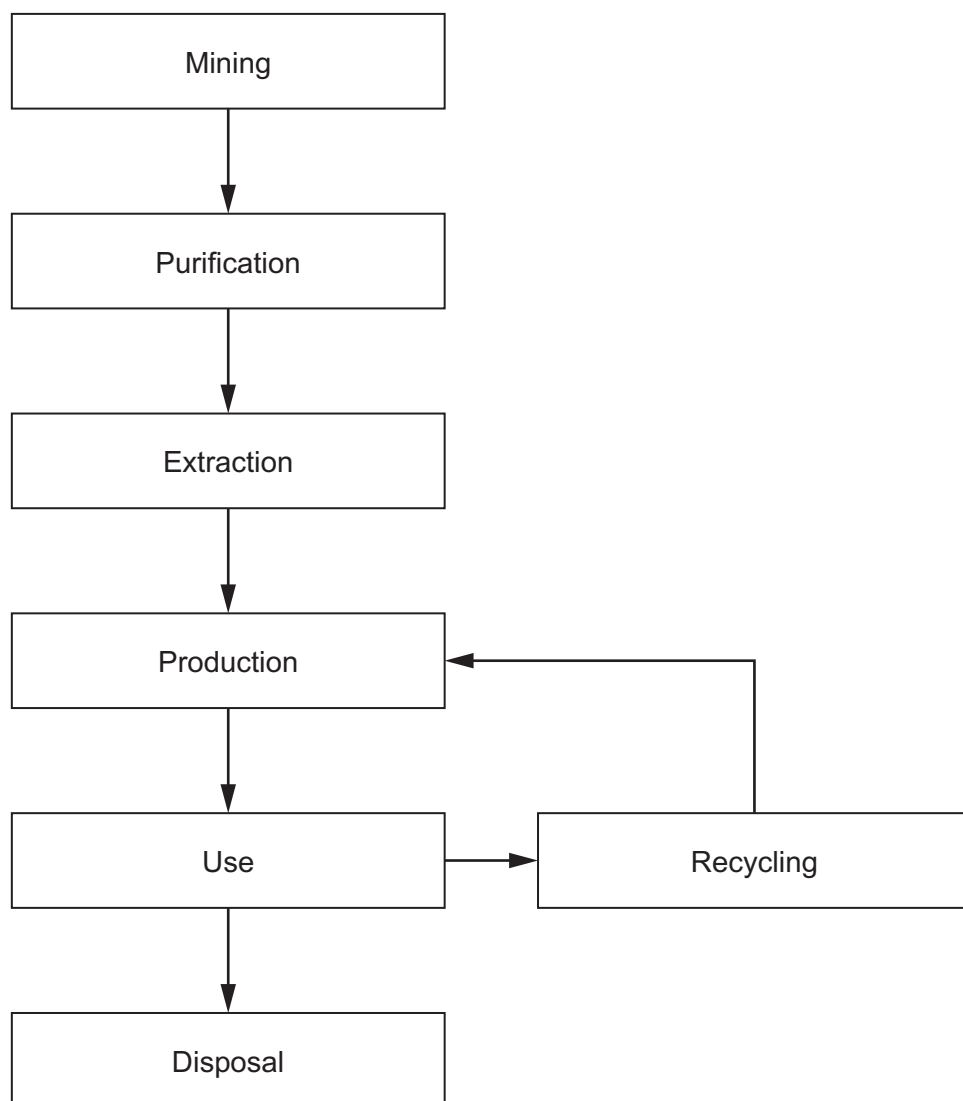 Mining
Purification
Extraction
Production
Use
Recycling
Disposal